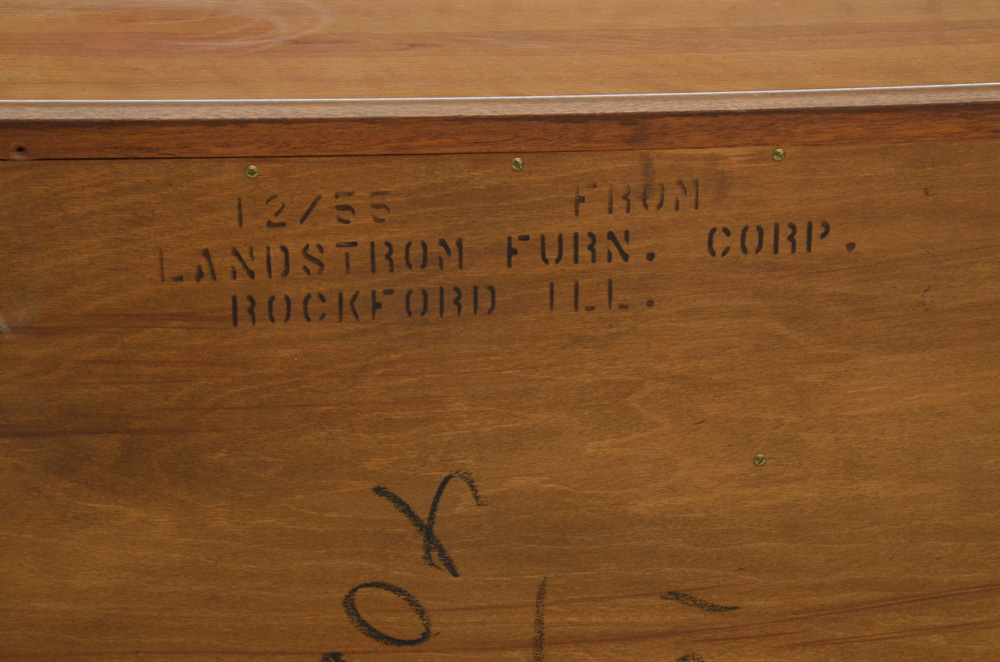 12/55 FROM
LANDSTROM FURN. CORP.
ROCKFORD ILL.